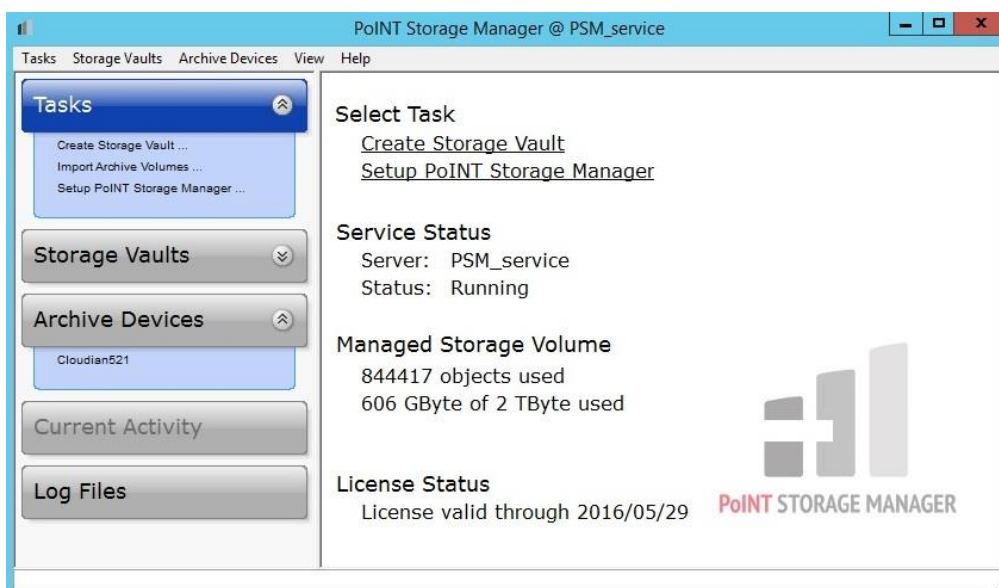 PoINT Storage Manager @ PSM_service
Tasks Storage Vaults Archive Devices View Help
Tasks
Create Storage Vault ...
Import Archive Volumes ...
Setup PoINT Storage Manager ...
Storage Vaults
Archive Devices
Cloudian521
Current Activity
Log Files
Select Task
Create Storage Vault
Setup PoINT Storage Manager
Service Status
Server: PSM_service
Status: Running
Managed Storage Volume
844417 objects used
606 GByte of 2 TByte used
License Status
License valid through 2016/05/29
PoINT STORAGE MANAGER